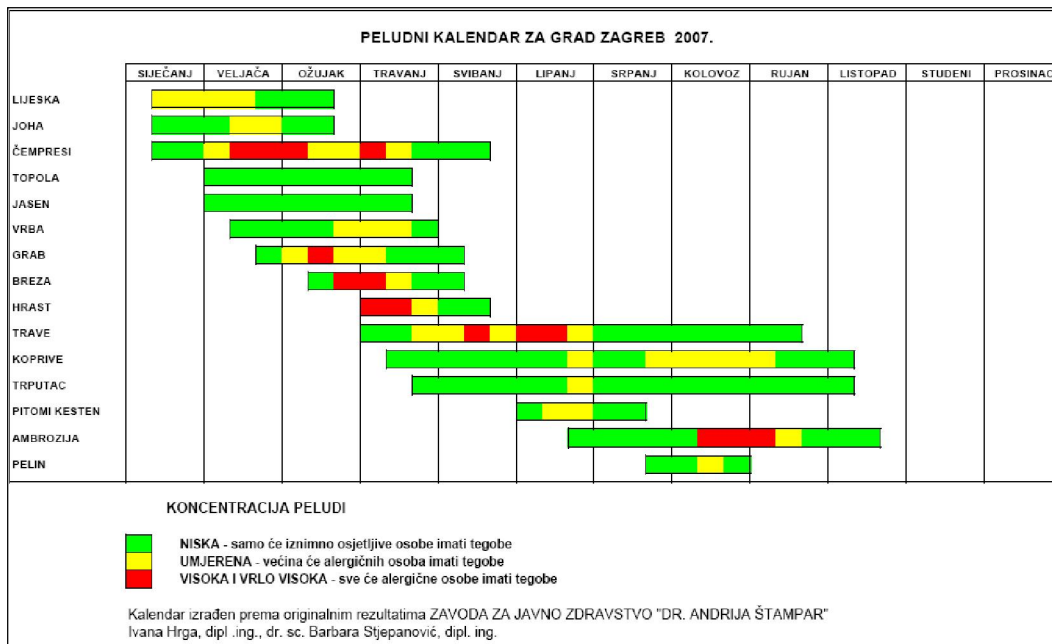 PELUDNI KALENDAR ZA GRAD ZAGREB 2007.
SIJEČANJ VELJAČA OŽUJAK TRAVANJ SVIBANJ LIPANJ SRPANJ KOLOVOZ RUJAN LISTOPAD STUDENI PROSINAC
LIJESKA
JOHA
ČEMPRESI
TOPOLA
JASEN
VRBA
GRAB
BREZA
HRAST
TRAVE
KOPRIVE
TRPUTAC
PITOMI KESTEN
AMBROZIJA
PELIN
KONCENTRACIJA PELUDI
NISKA - samo će iznimno osjetljive osobe imati tegobe
UMJERENA - većina će alergičnih osoba imati tegobe
VISOKA I VRLO VISOKA - sve će alergične osobe imati tegobe
Kalendar izrađen prema originalnim rezultatima ZAVODA ZA JAVNO ZDRAVSTVO "DR. ANDRIJA ŠTAMPAR"
Ivana Hrga, dipl .ing., dr. sc. Barbara Stjepanović, dipl. ing.